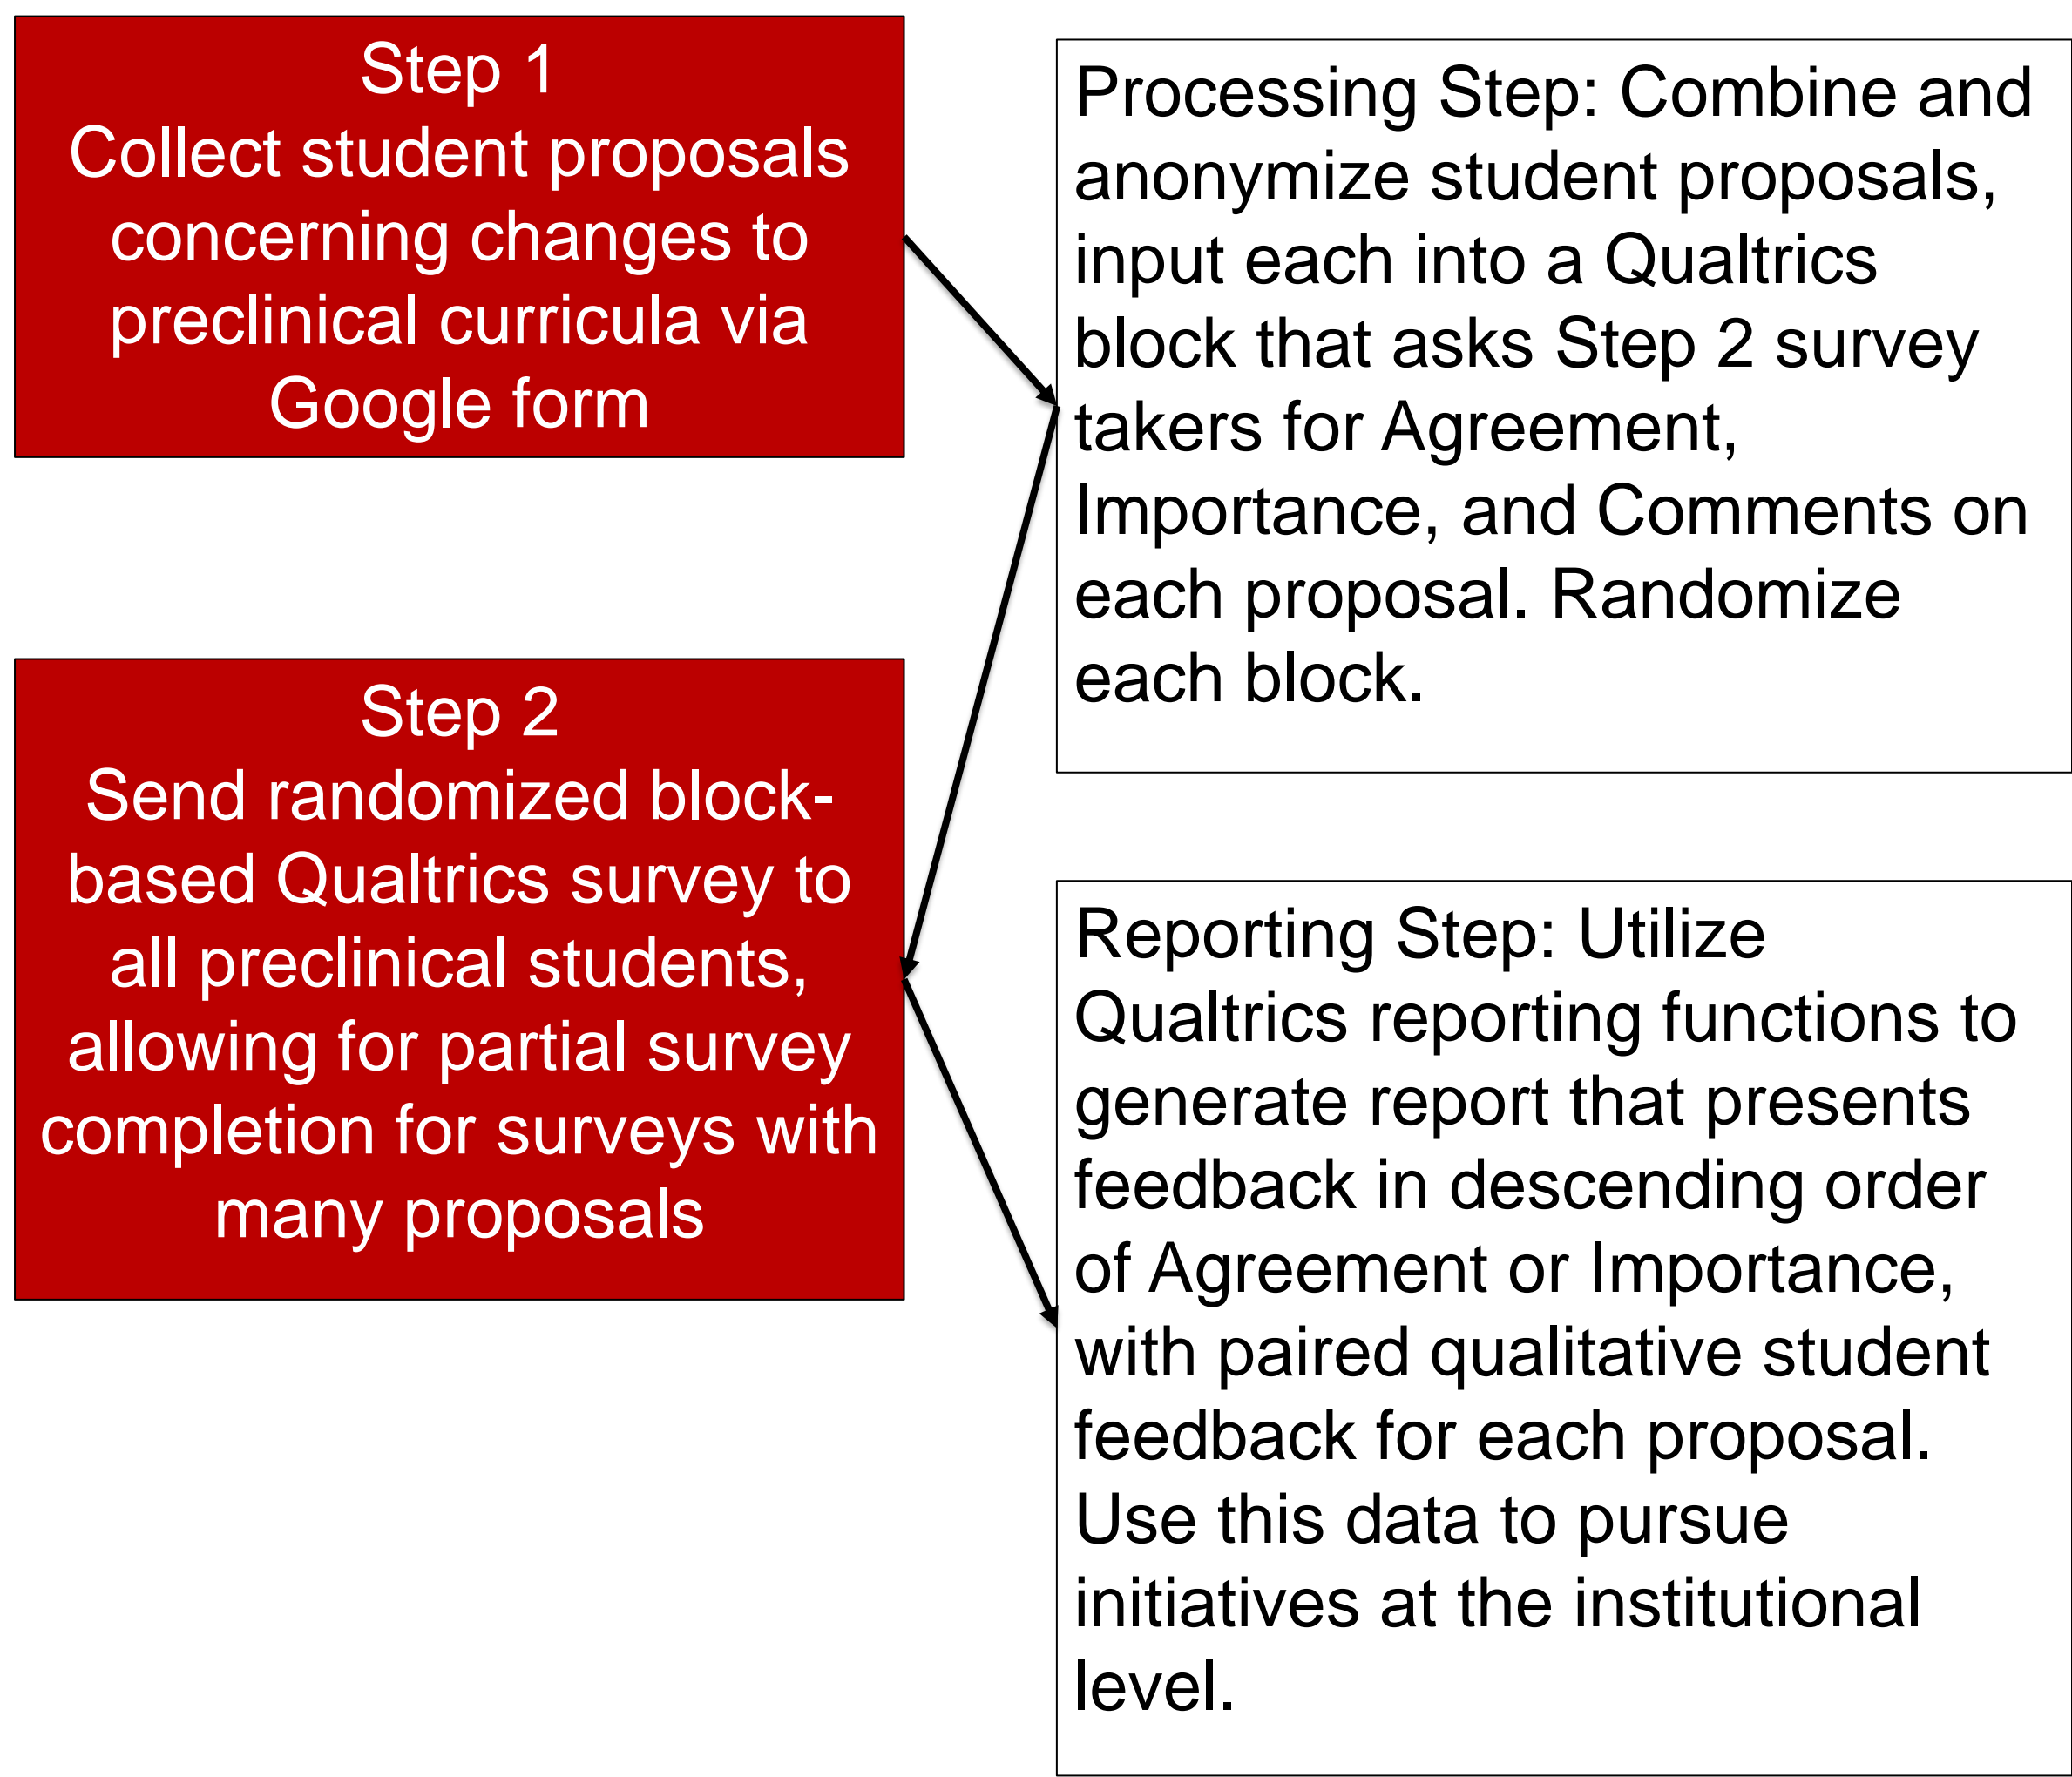 Step 1
Collect student proposals
concerning changes to
preclinical curricula via
Google form
Processing Step: Combine and
anonymize student proposals,
input each into a Qualtrics
block that asks Step 2 survey
takers for Agreement,
Importance, and Comments on
each proposal. Randomize
each block.
Step 2
Send randomized block-
based Qualtrics survey to
all preclinical students,
allowing for partial survey
completion for surveys with
many proposals
Reporting Step: Utilize
Qualtrics reporting functions to
generate report that presents
feedback in descending order
of Agreement or Importance,
with paired qualitative student
feedback for each proposal.
Use this data to pursue
initiatives at the institutional
level.